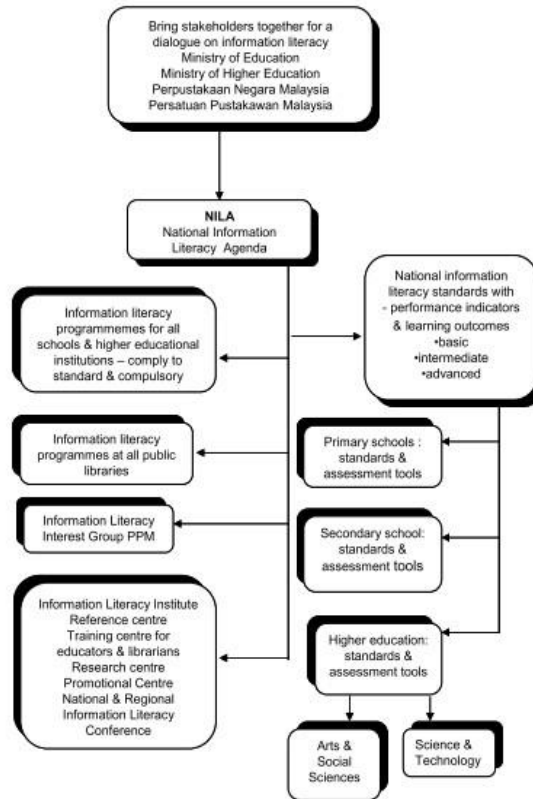 Bring stakeholders together for a
dialogue on information literacy
Ministry of Education
Ministry of Higher Education
Perpustakaan Negara Malaysia
Persatuan Pustakawan Malaysia
NILA
National Information
Literacy Agenda
National information
literacy standards with
- performance indicators
& learning outcomes
•basic
•intermediate
•advanced
Information literacy
programmemes for all
schools & higher educational
institutions – comply to
standard & compulsory
Information literacy
programmes at all public
libraries
Primary schools :
standards &
assessment tools
Information Literacy
Interest Group PPM
Secondary school:
standards &
assessment tools
Information Literacy Institute
Reference centre
Training centre for
educators & librarians
Research centre
Promotional Centre
National & Regional
Information Literacy
Conference
Higher education:
standards &
assessment tools
Arts &
Social
Sciences
Science &
Technology